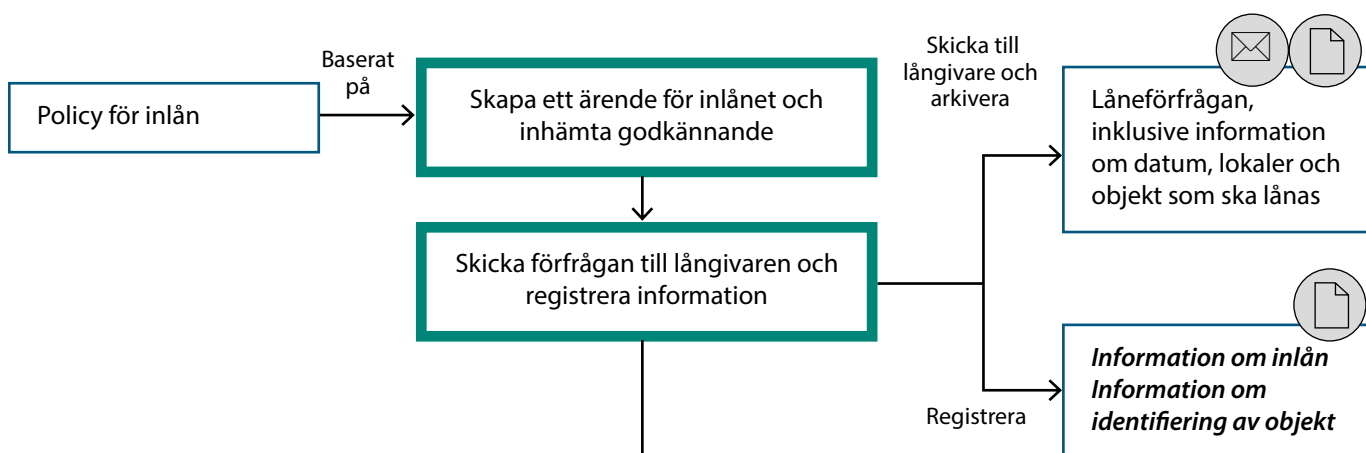 Baserat
på
Policy för inlån
Skapa ett ärende för inlånet och
inhämta godkännande
Skicka till
långivare och
arkivera
Låneförfrågan,
inklusive information
om datum, lokaler och
objekt som ska lånas
Skicka förfrågan till långivaren och
registrera information
Registrera
Information om inlån
Information om
identifiering av objekt